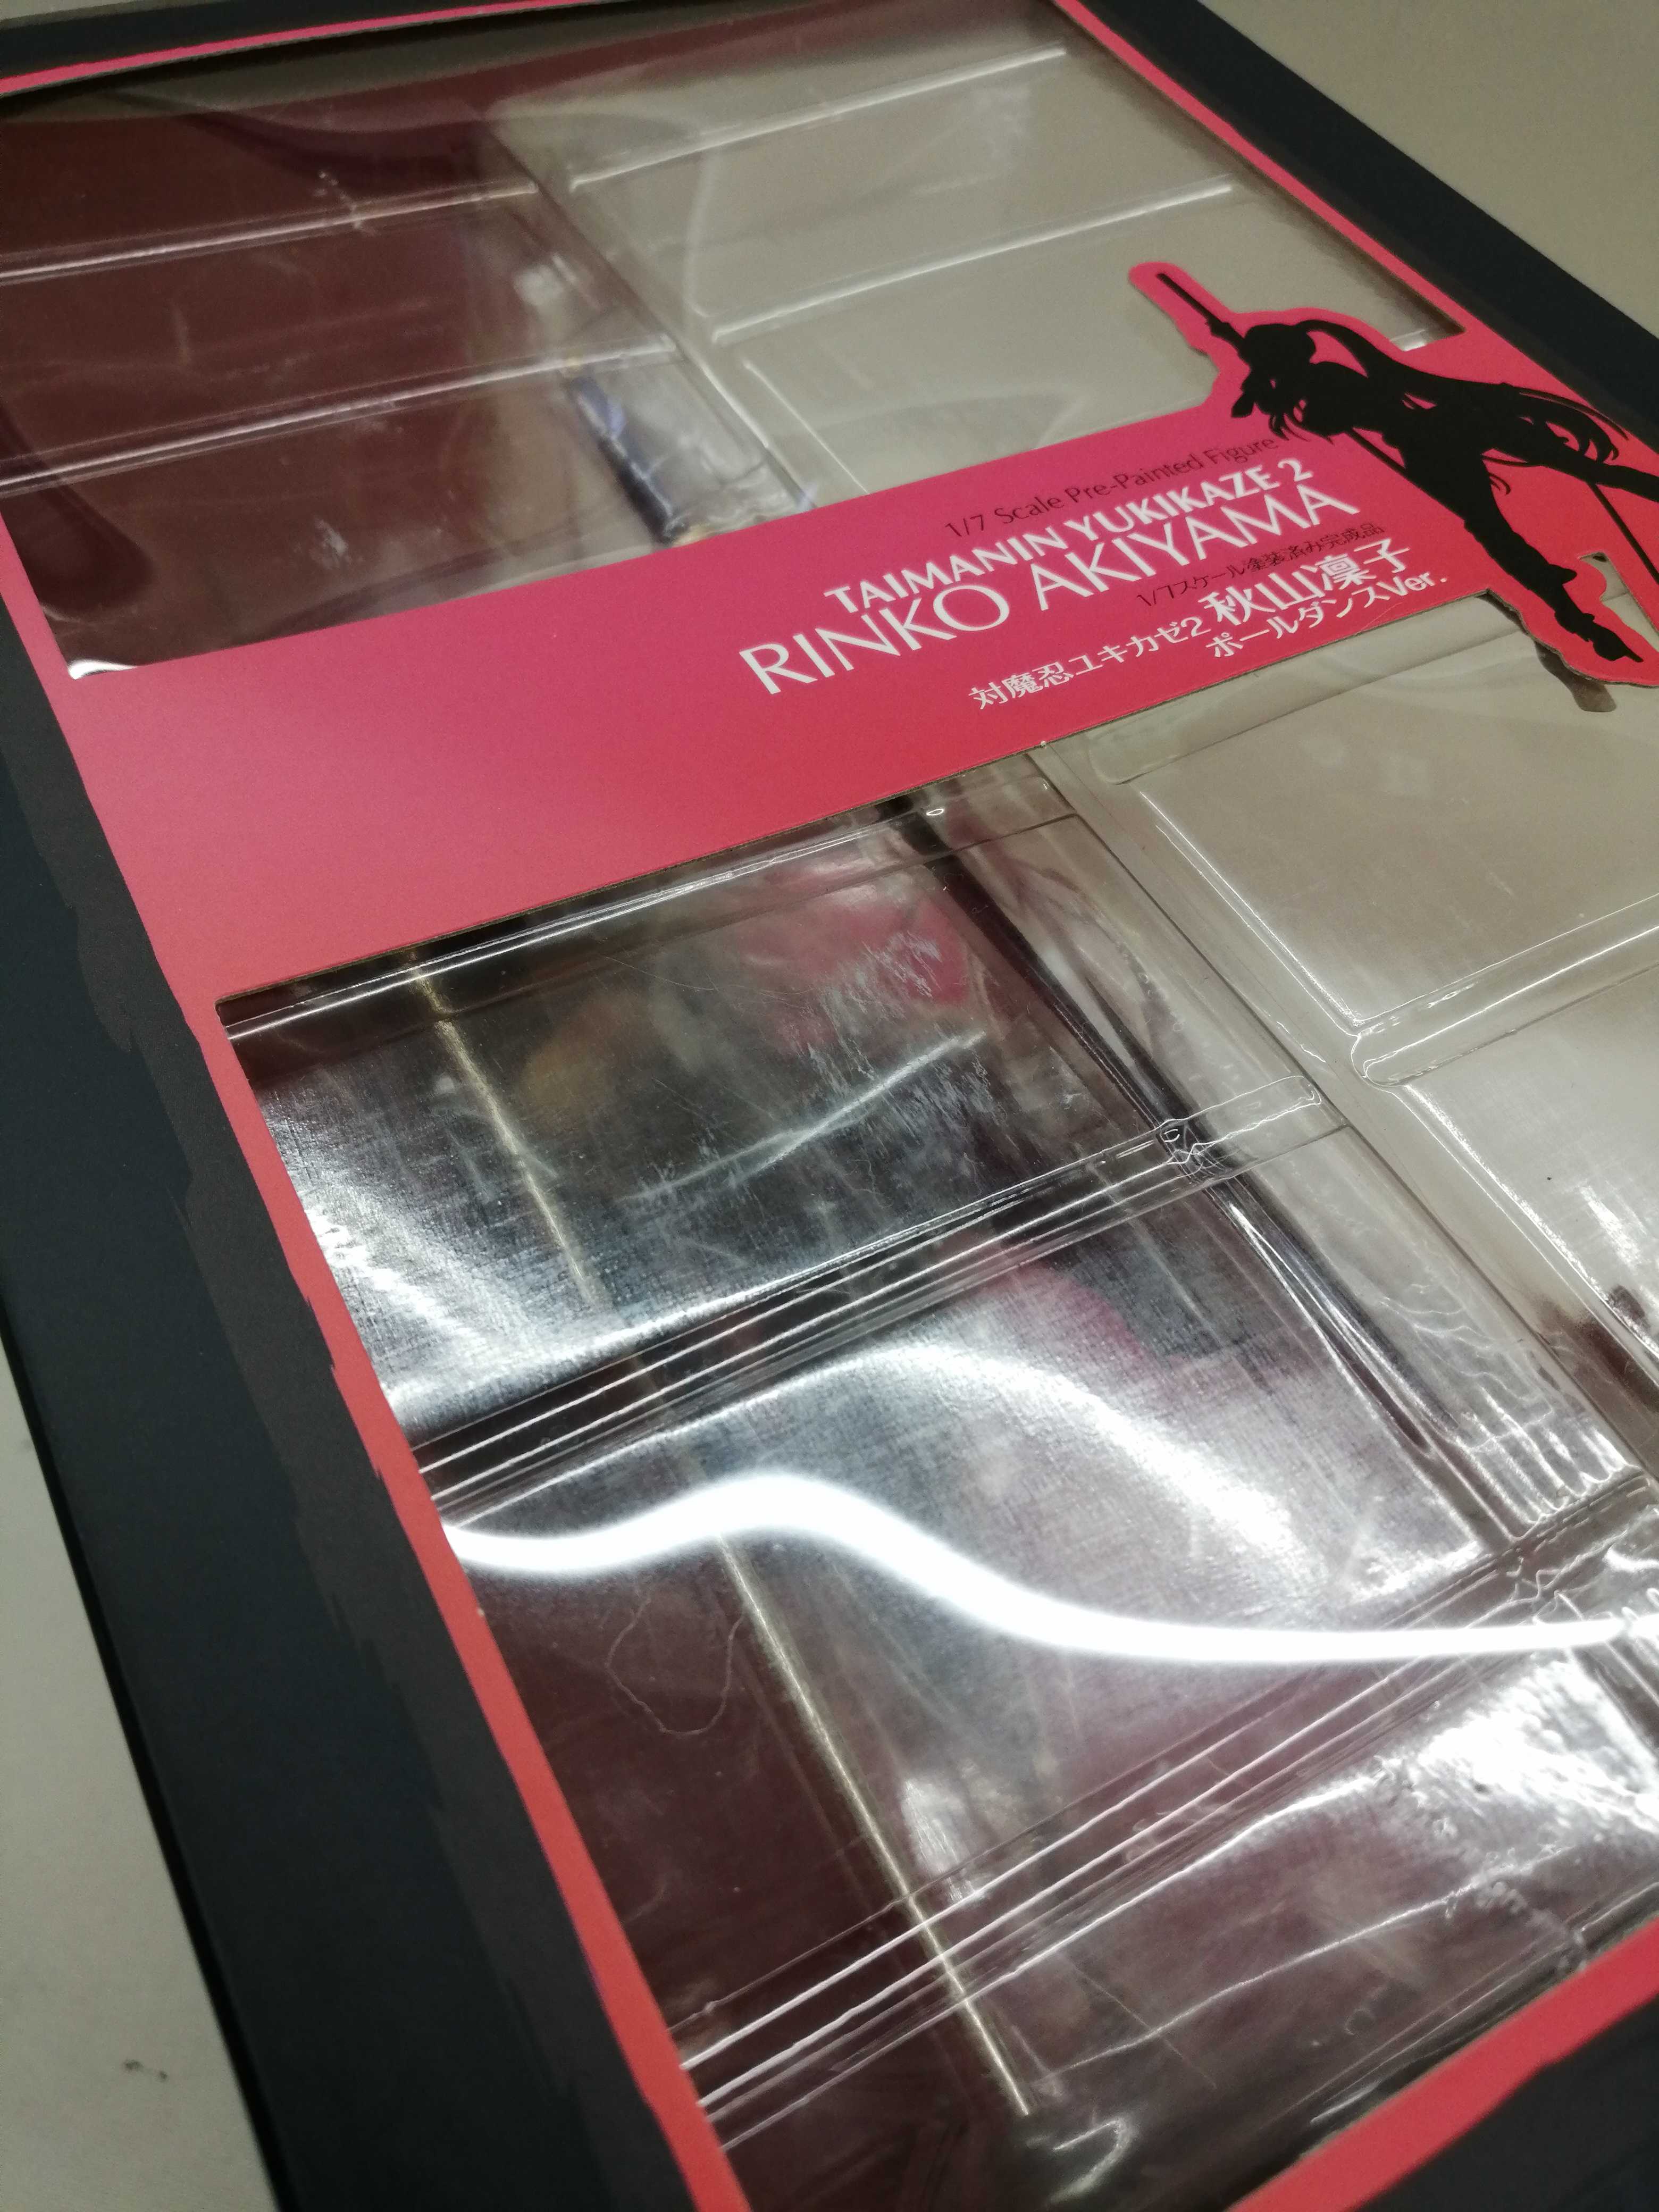 1/7 Scale Pre-Painted Figure
TAIMANIN YUKIKAZE 2
RINKO AKIYAMA
1/7スケール塗装済み完成品
対魔忍ユキカゼ2 秋山凜子
ポールダンスVer.